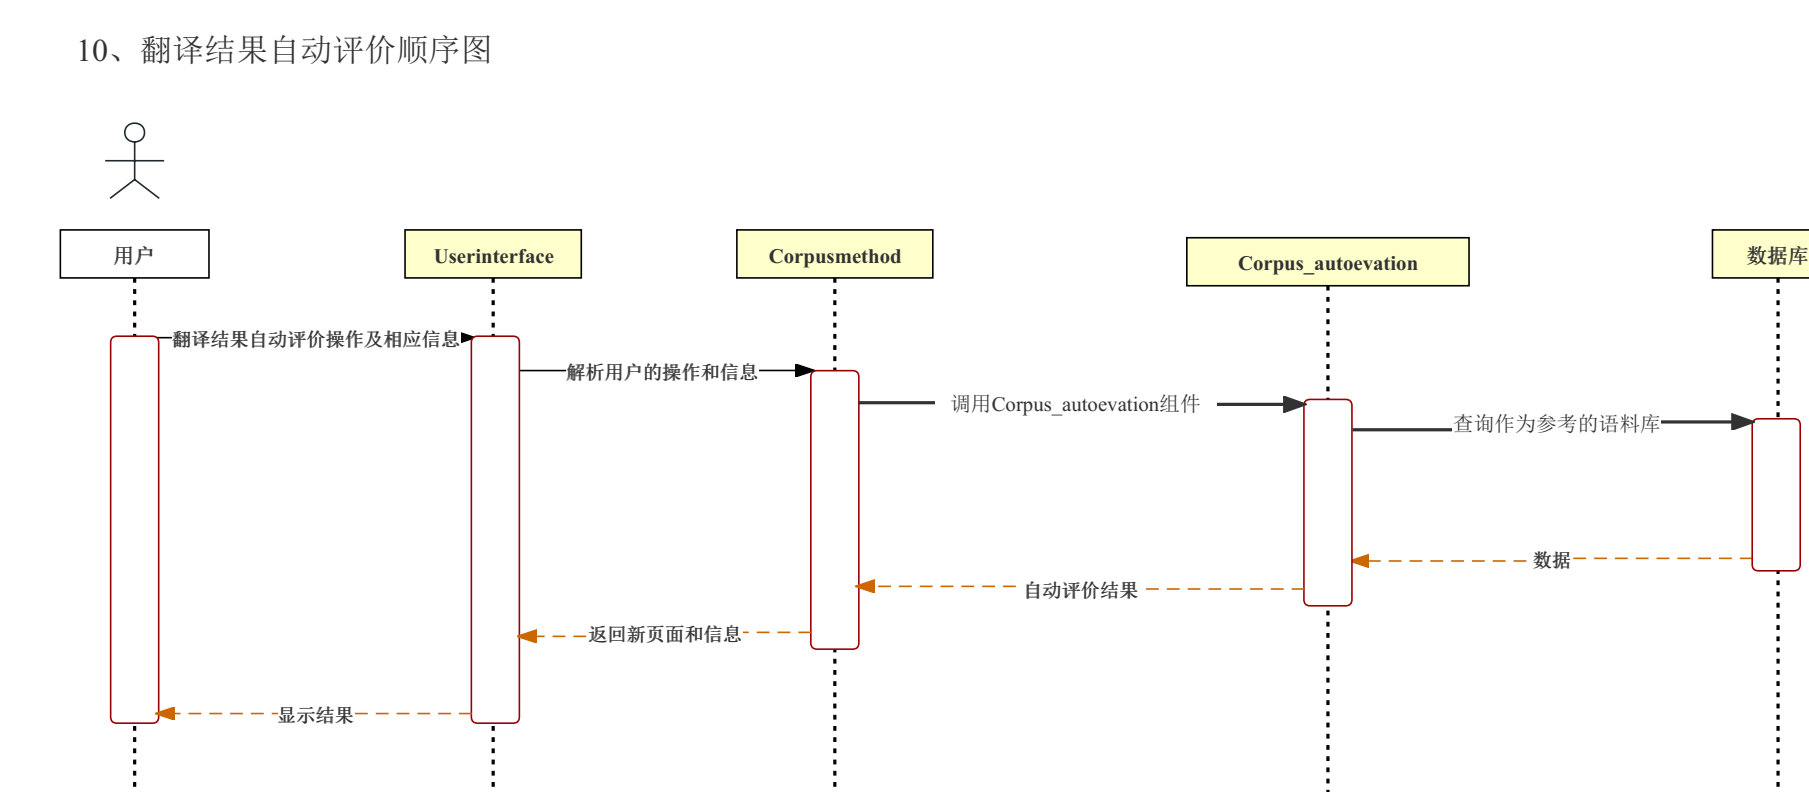 10、翻译结果自动评价顺序图
用户
Userinterface
Corpusmethod
Corpus_autoevation
数据库
翻译结果自动评价操作及相应信息
解析用户的操作和信息
调用Corpus_autoevation组件
查询作为参考的语料库
数据
自动评价结果
返回新页面和信息
显示结果